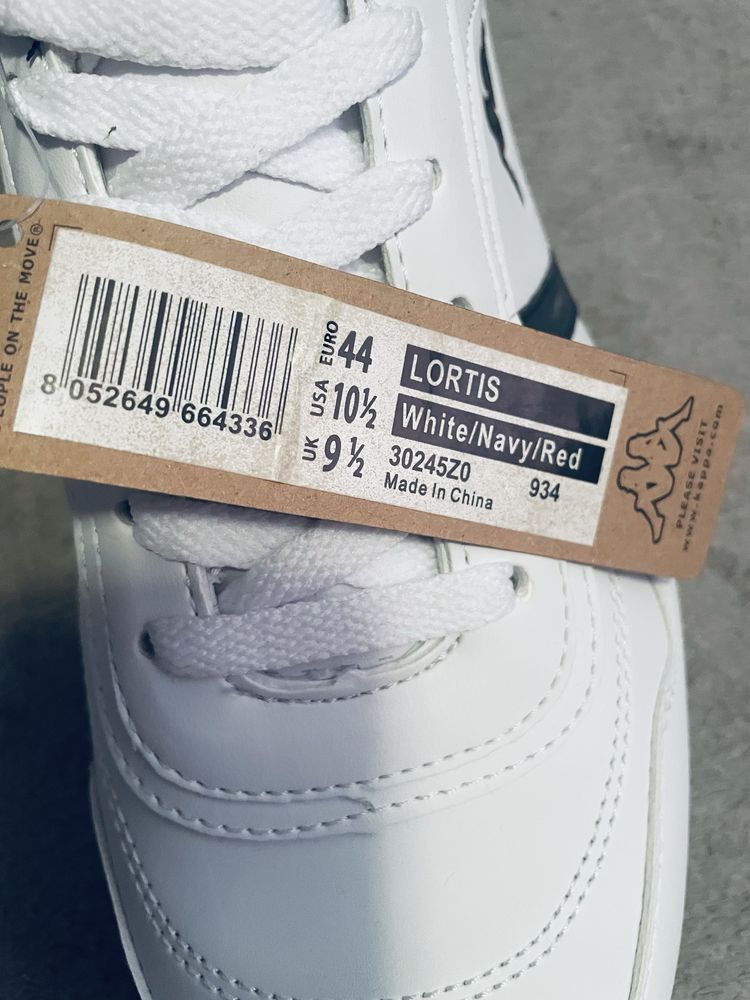 PEOPLE ON THE MOVE®
8 052649 664336
EURO 44
USA 10½
UK 9½
LORTIS
White/Navy/Red
30245Z0 934
Made In China
PLEASE VISIT
www.kappa.com